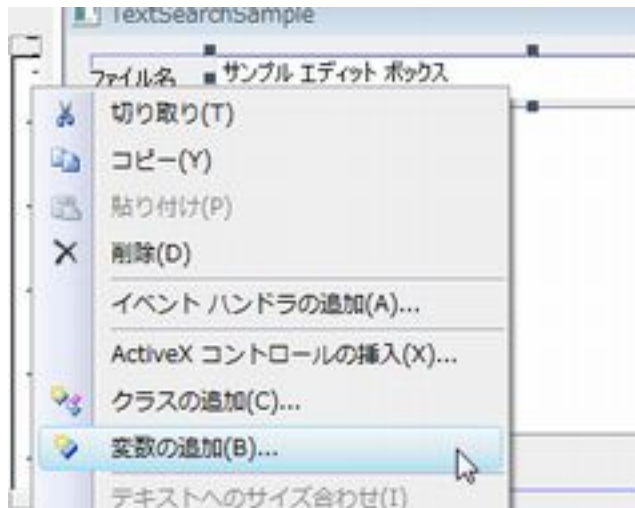 TextSearchSample
ファイル名 サンプル エディット ボックス
切り取り(T)
コピー(Y)
貼り付け(P)
削除(D)
イベント ハンドラの追加(A)...
ActiveX コントロールの挿入(X)...
クラスの追加(C)...
変数の追加(B)...
テキストへのサイズ合わせ(I)